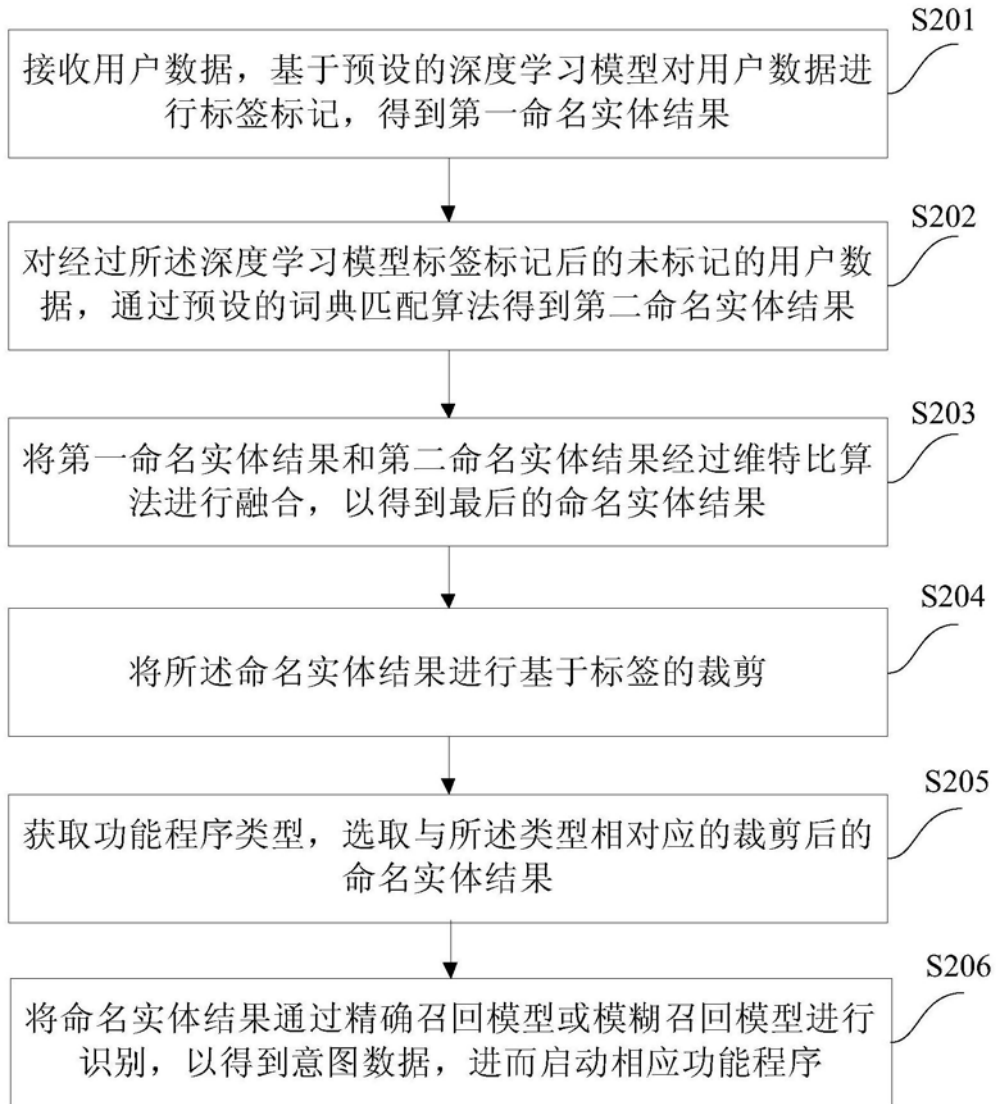 S201
接收用户数据，基于预设的深度学习模型对用户数据进
行标签标记，得到第一命名实体结果
S202
对经过所述深度学习模型标签标记后的未标记的用户数
据，通过预设的词典匹配算法得到第二命名实体结果
S203
将第一命名实体结果和第二命名实体结果经过维特比算
法进行融合，以得到最后的命名实体结果
S204
将所述命名实体结果进行基于标签的裁剪
S205
获取功能程序类型，选取与所述类型相对应的裁剪后的
命名实体结果
S206
将命名实体结果通过精确召回模型或模糊召回模型进行
识别，以得到意图数据，进而启动相应功能程序